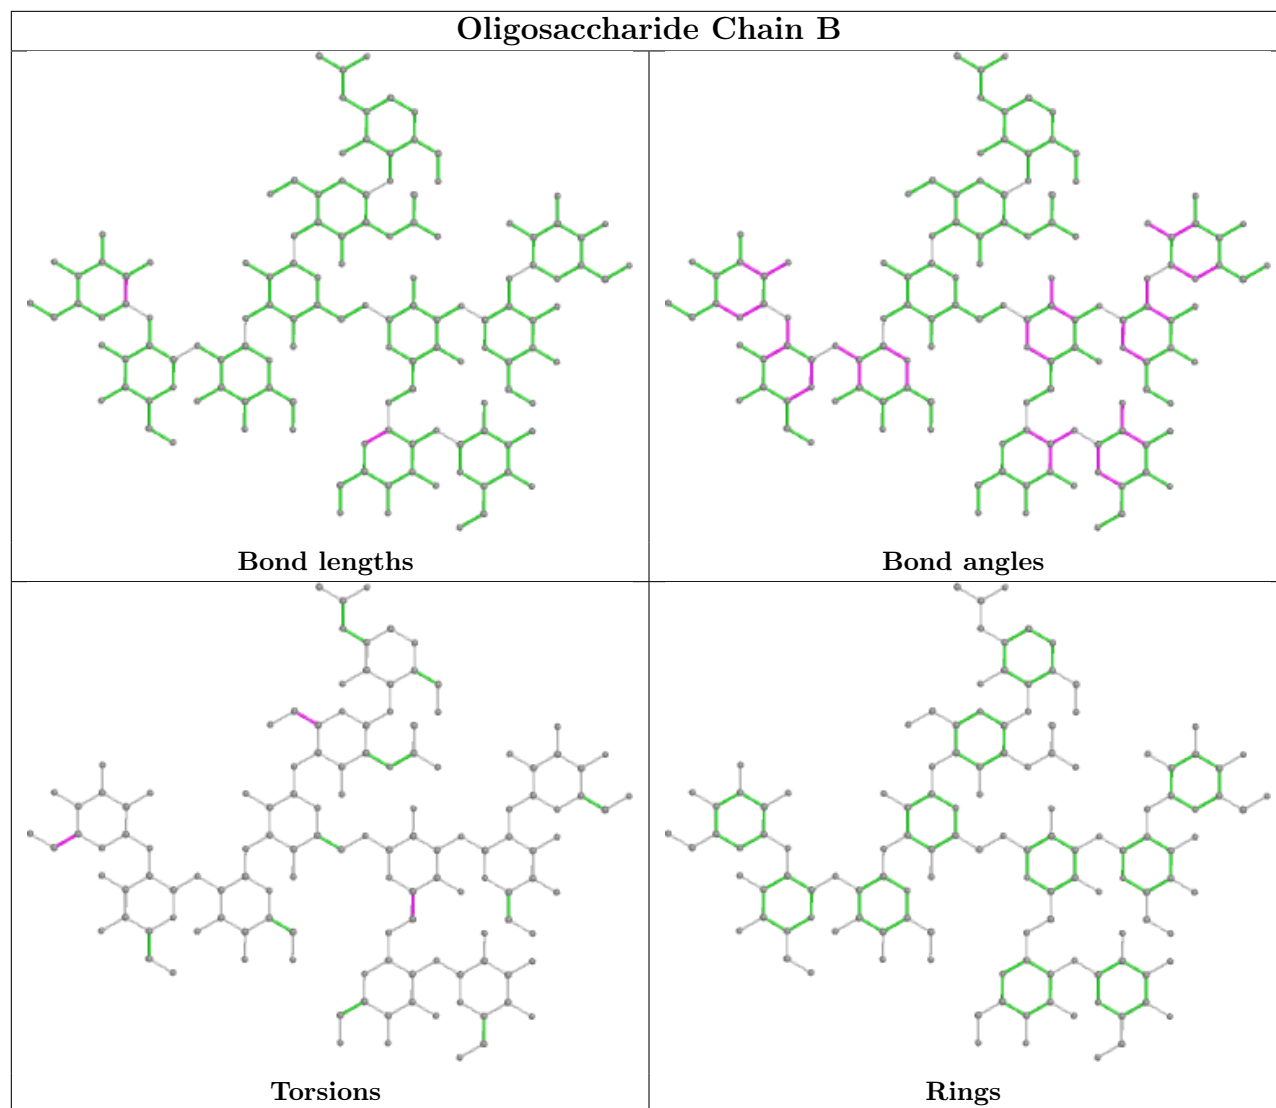 Oligosaccharide Chain B
Bond lengths
Bond angles
Torsions
Rings